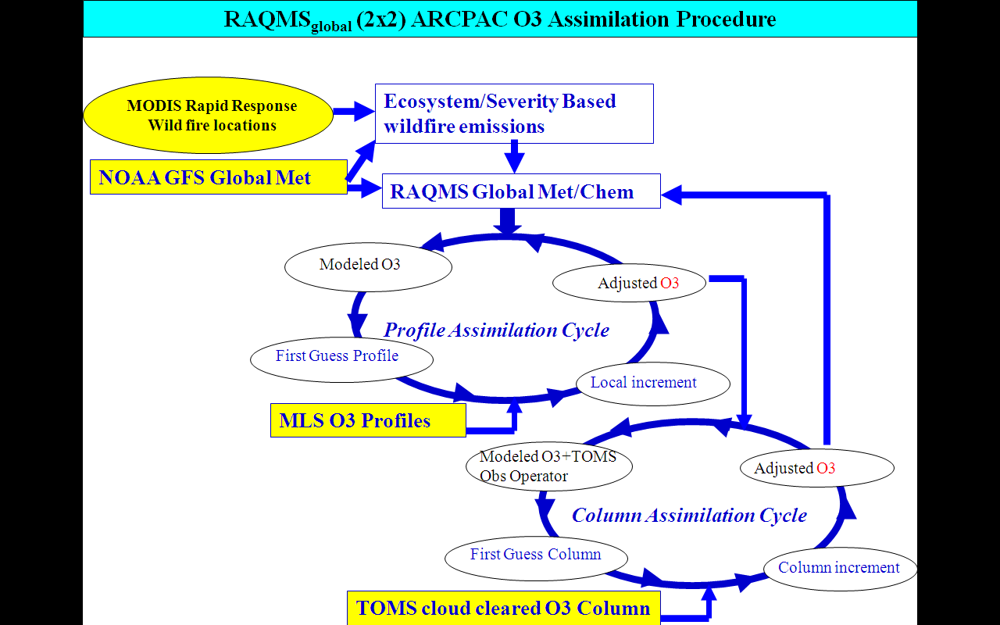 RAQMSglobal (2x2) ARCPAC O3 Assimilation Procedure
MODIS Rapid Response
Wild fire locations
Ecosystem/Severity Based
wildfire emissions
NOAA GFS Global Met
RAQMS Global Met/Chem
Modeled O3
Adjusted O3
Profile Assimilation Cycle
First Guess Profile
Local increment
MLS O3 Profiles
Modeled O3+TOMS
Obs Operator
Adjusted O3
Column Assimilation Cycle
First Guess Column
Column increment
TOMS cloud cleared O3 Column